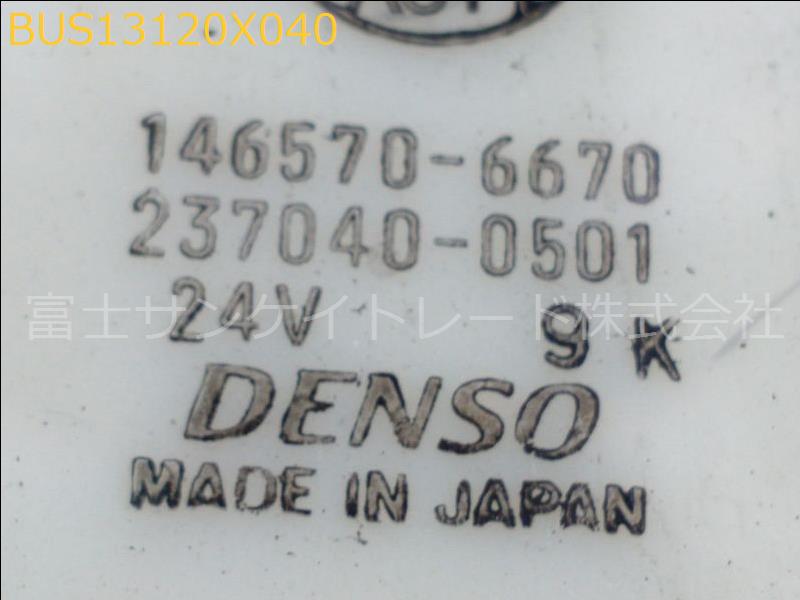 BUS13120X040
146570-6670
237040-0501
24V 9 K
富士サンケイトレード株式会社
DENSO
MADE IN JAPAN